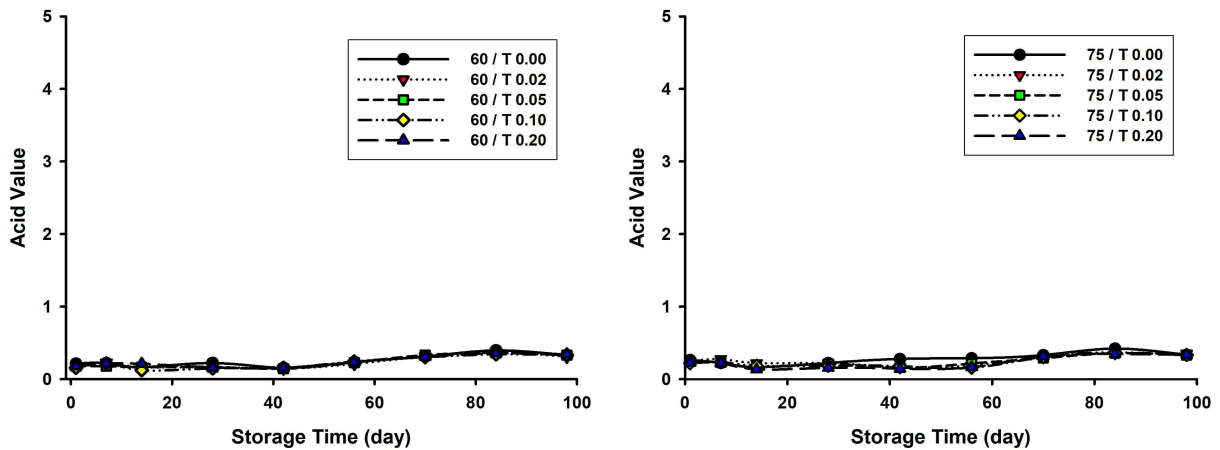 5
4
3
2
1
0
Acid Value
0
20
40
60
80
100
Storage Time (day)
60 / T 0.00
60 / T 0.02
60 / T 0.05
60 / T 0.10
60 / T 0.20
5
4
3
2
1
0
Acid Value
0
20
40
60
80
100
Storage Time (day)
75 / T 0.00
75 / T 0.02
75 / T 0.05
75 / T 0.10
75 / T 0.20